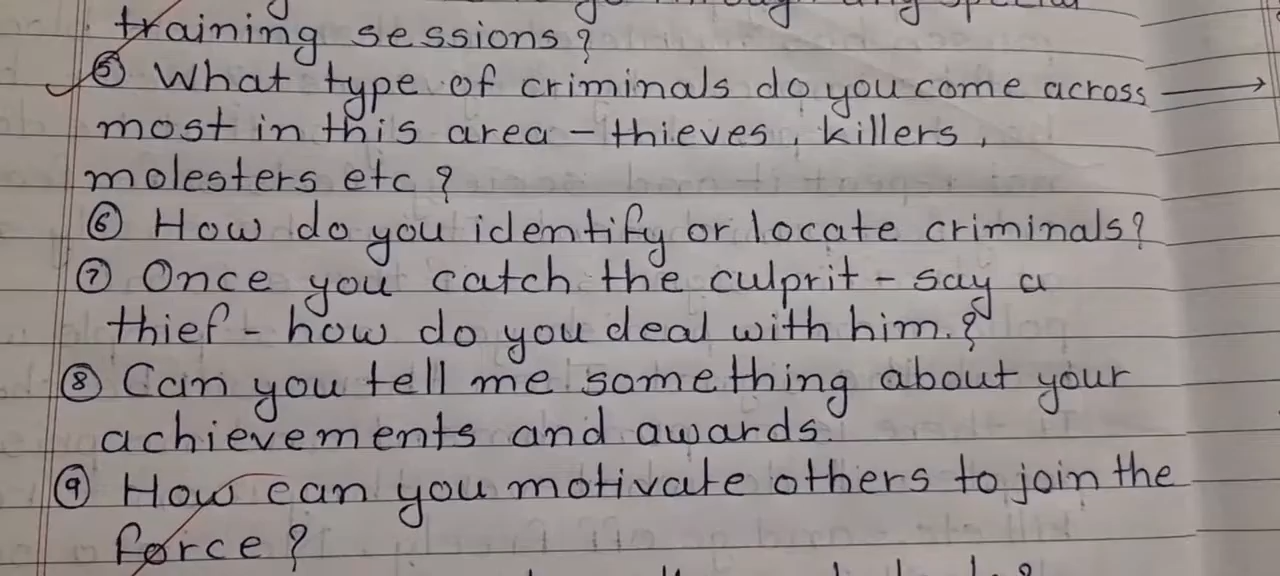 training sessions?
⑤ What type of criminals do you come across
most in this area - thieves, killers,
molesters etc?
⑥ How do you identify or locate criminals?
⑦ Once you catch the culprit - say a
thief - how do you deal with him.?
⑧ Can you tell me something about your
achievements and awards.
⑨ How can you motivate others to join the
force?